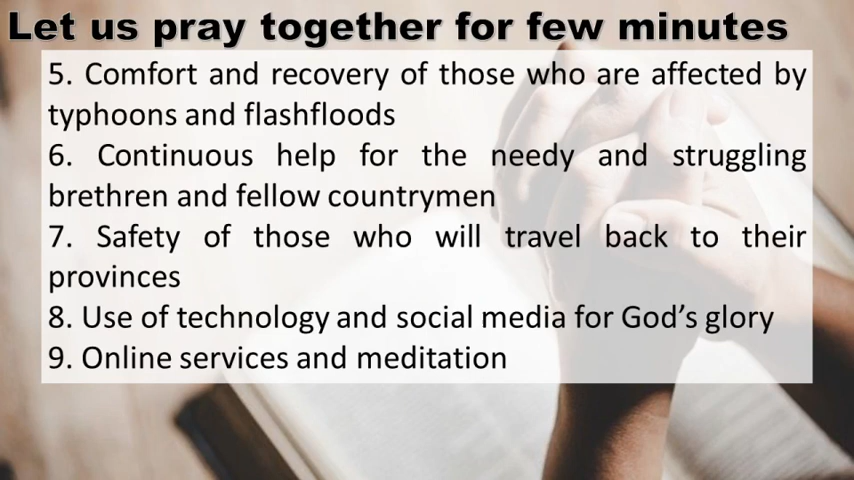 Let us pray together for few minutes
5. Comfort and recovery of those who are affected by
typhoons and flashfloods
6. Continuous help for the needy and struggling
brethren and fellow countrymen
7. Safety of those who will travel back to their
provinces
8. Use of technology and social media for God's glory
9. Online services and meditation